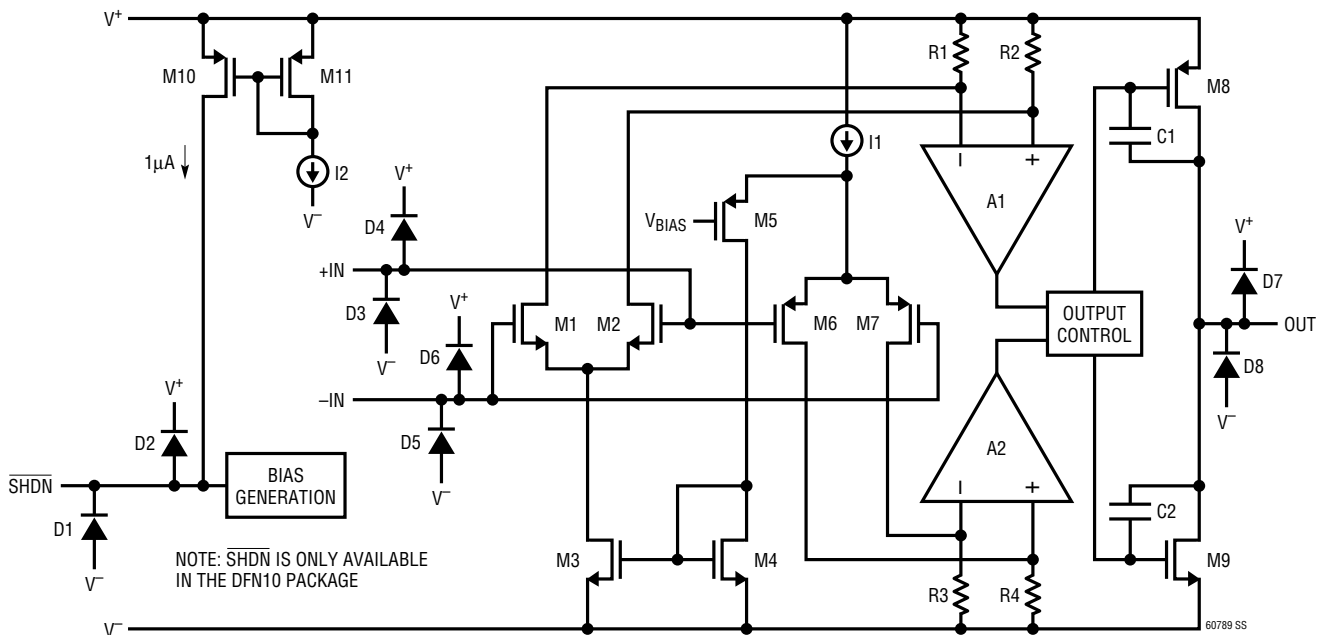 V+
M10
M11
R1
R2
M8
1µA
I2
V−
I1
C1
V+
D4
VBIAS
M5
A1
− +
V+
D7
+IN
D3
V−
V+
D6
M1
M2
M6
M7
OUTPUT
CONTROL
OUT
D8
V−
−IN
D5
V−
V+
D2
A2
− +
SHDN
BIAS
GENERATION
D1
V−
C2
NOTE: SHDN IS ONLY AVAILABLE
IN THE DFN10 PACKAGE
M3
M4
M9
R3
R4
V−
60789 SS